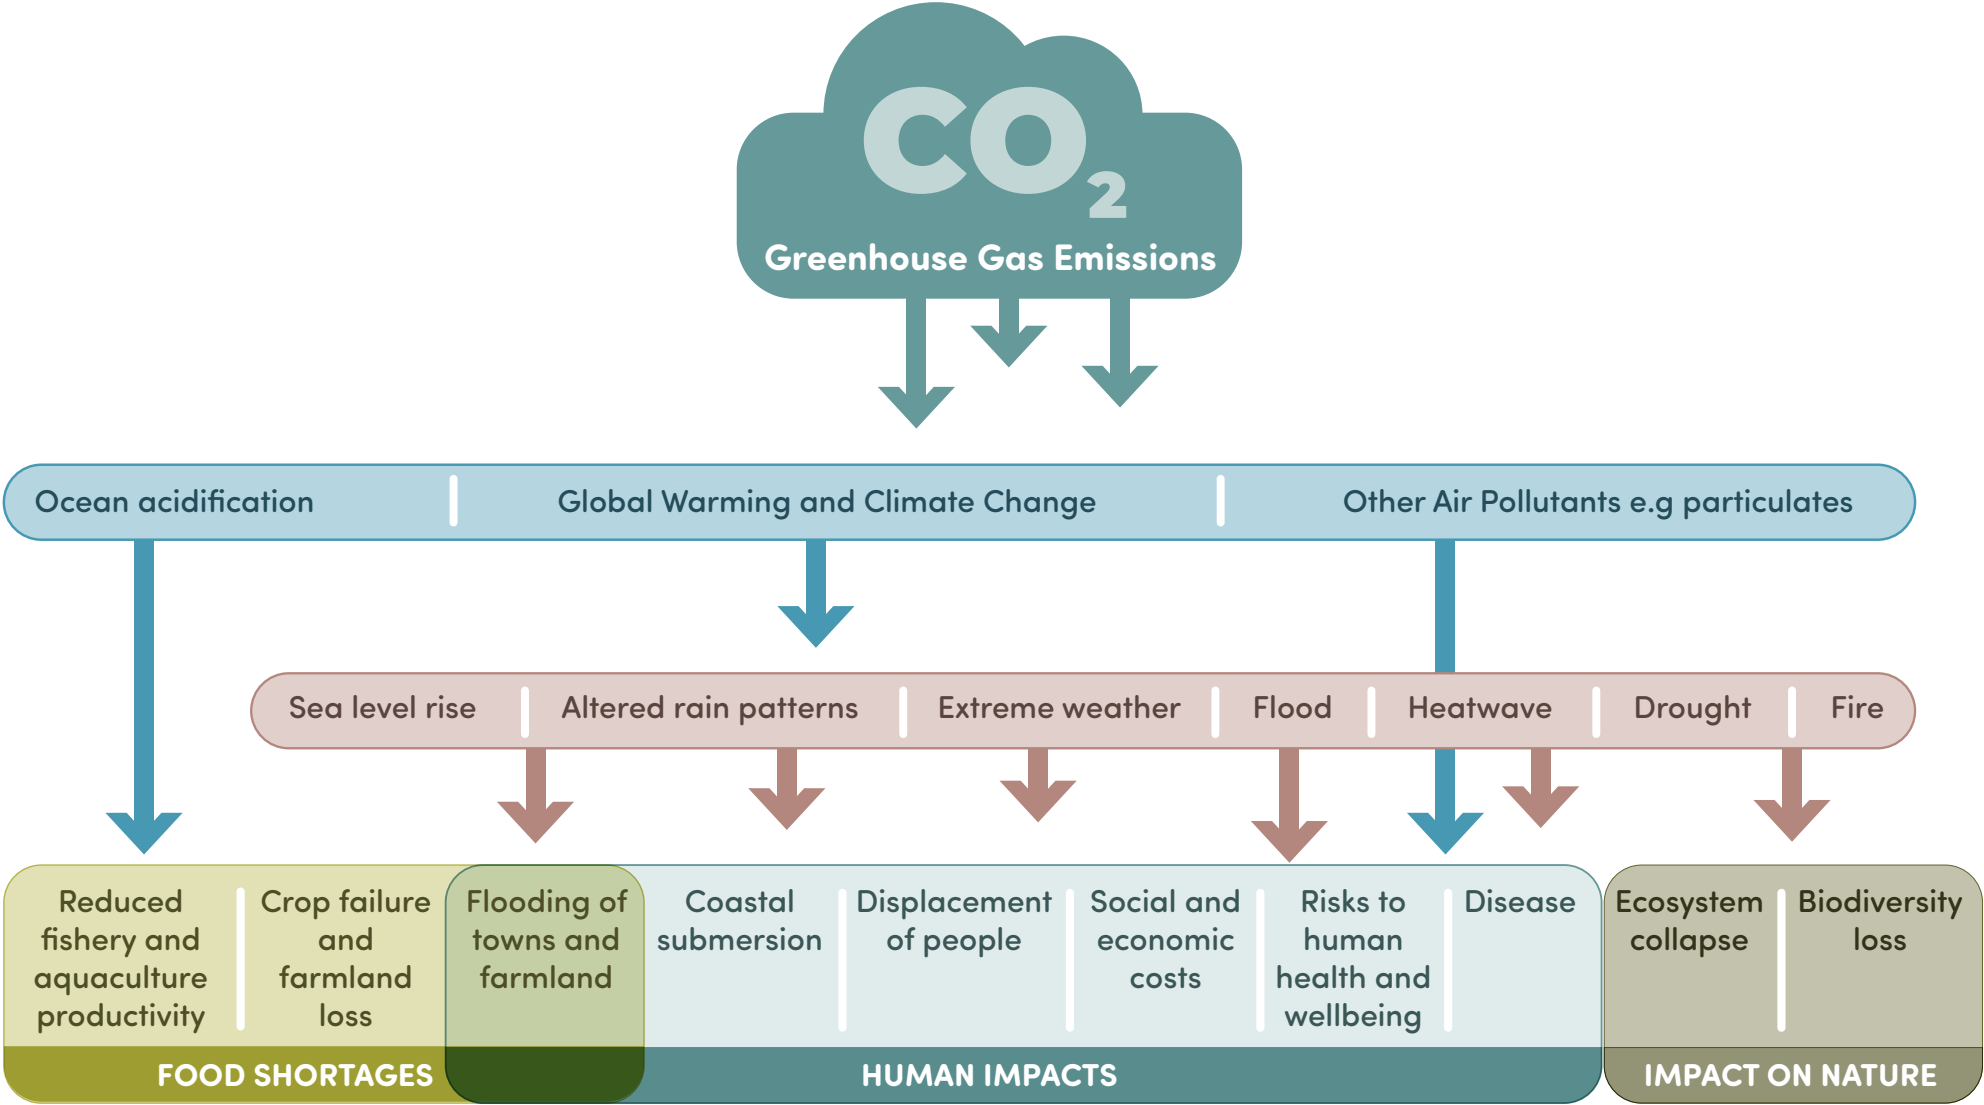 CO₂
Greenhouse Gas Emissions
Ocean acidification
Global Warming and Climate Change
Other Air Pollutants e.g particulates
Sea level rise
Altered rain patterns
Extreme weather
Flood
Heatwave
Drought
Fire
Reduced
fishery and
aquaculture
productivity
Crop failure
and
farmland
loss
Flooding of
towns and
farmland
Coastal
submersion
Displacement
of people
Social and
economic
costs
Risks to
human
health and
wellbeing
Disease
Ecosystem
collapse
Biodiversity
loss
FOOD SHORTAGES
HUMAN IMPACTS
IMPACT ON NATURE